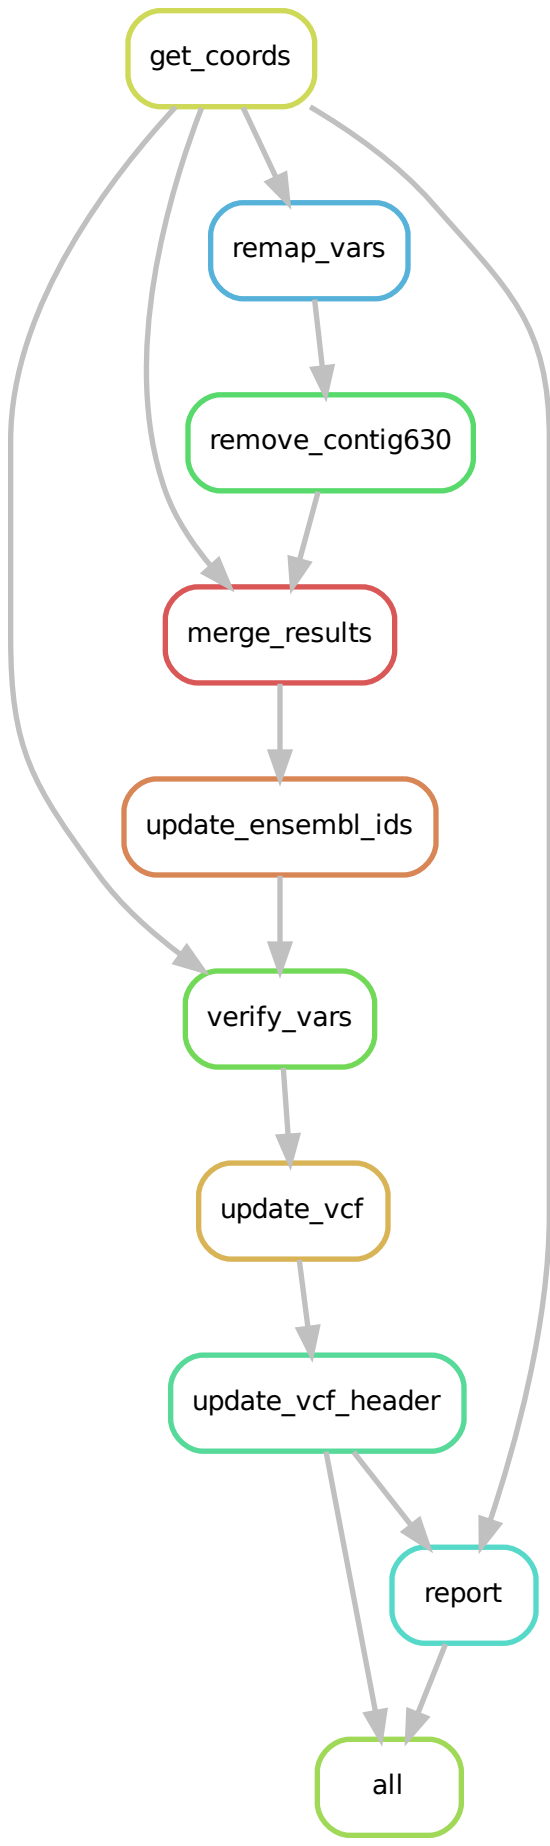 get_coords
remap_vars
remove_contig630
merge_results
update_ensembl_ids
verify_vars
update_vcf
update_vcf_header
report
all